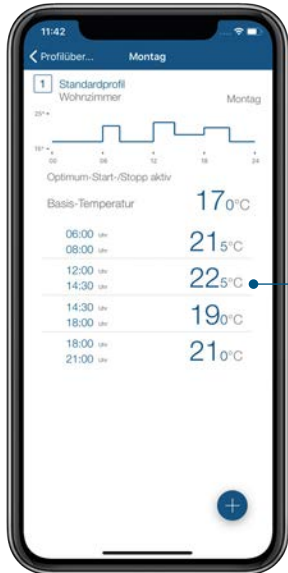 11:42
Profilüber... Montag
1 Standardprofil
Wohnzimmer Montag
25°
15°
00 06 12 18 24
Optimum-Start-/Stopp aktiv
Basis-Temperatur 17 0°C
06:00 Uhr
08:00 Uhr 21 5°C
12:00 Uhr
14:30 Uhr 22 5°C
14:30 Uhr
18:00 Uhr 19 0°C
18:00 Uhr
21:00 Uhr 21 0°C
+